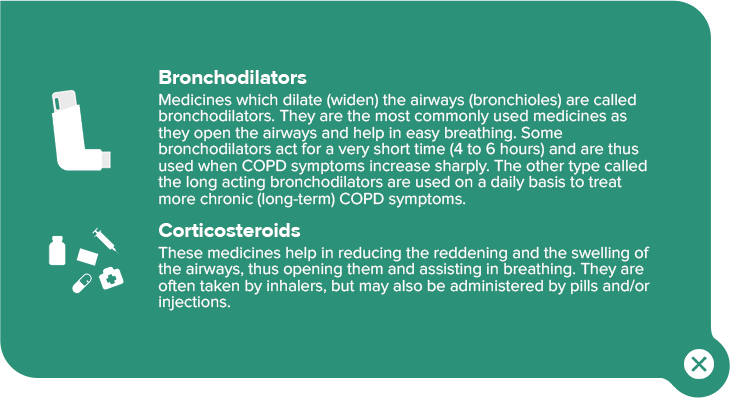 Bronchodilators
Medicines which dilate (widen) the airways (bronchioles) are called
bronchodilators. They are the most commonly used medicines as
they open the airways and help in easy breathing. Some
bronchodilators act for a very short time (4 to 6 hours) and are thus
used when COPD symptoms increase sharply. The other type called
the long acting bronchodilators are used on a daily basis to treat
more chronic (long-term) COPD symptoms.
Corticosteroids
These medicines help in reducing the reddening and the swelling of
the airways, thus opening them and assisting in breathing. They are
often taken by inhalers, but may also be administered by pills and/or
injections.